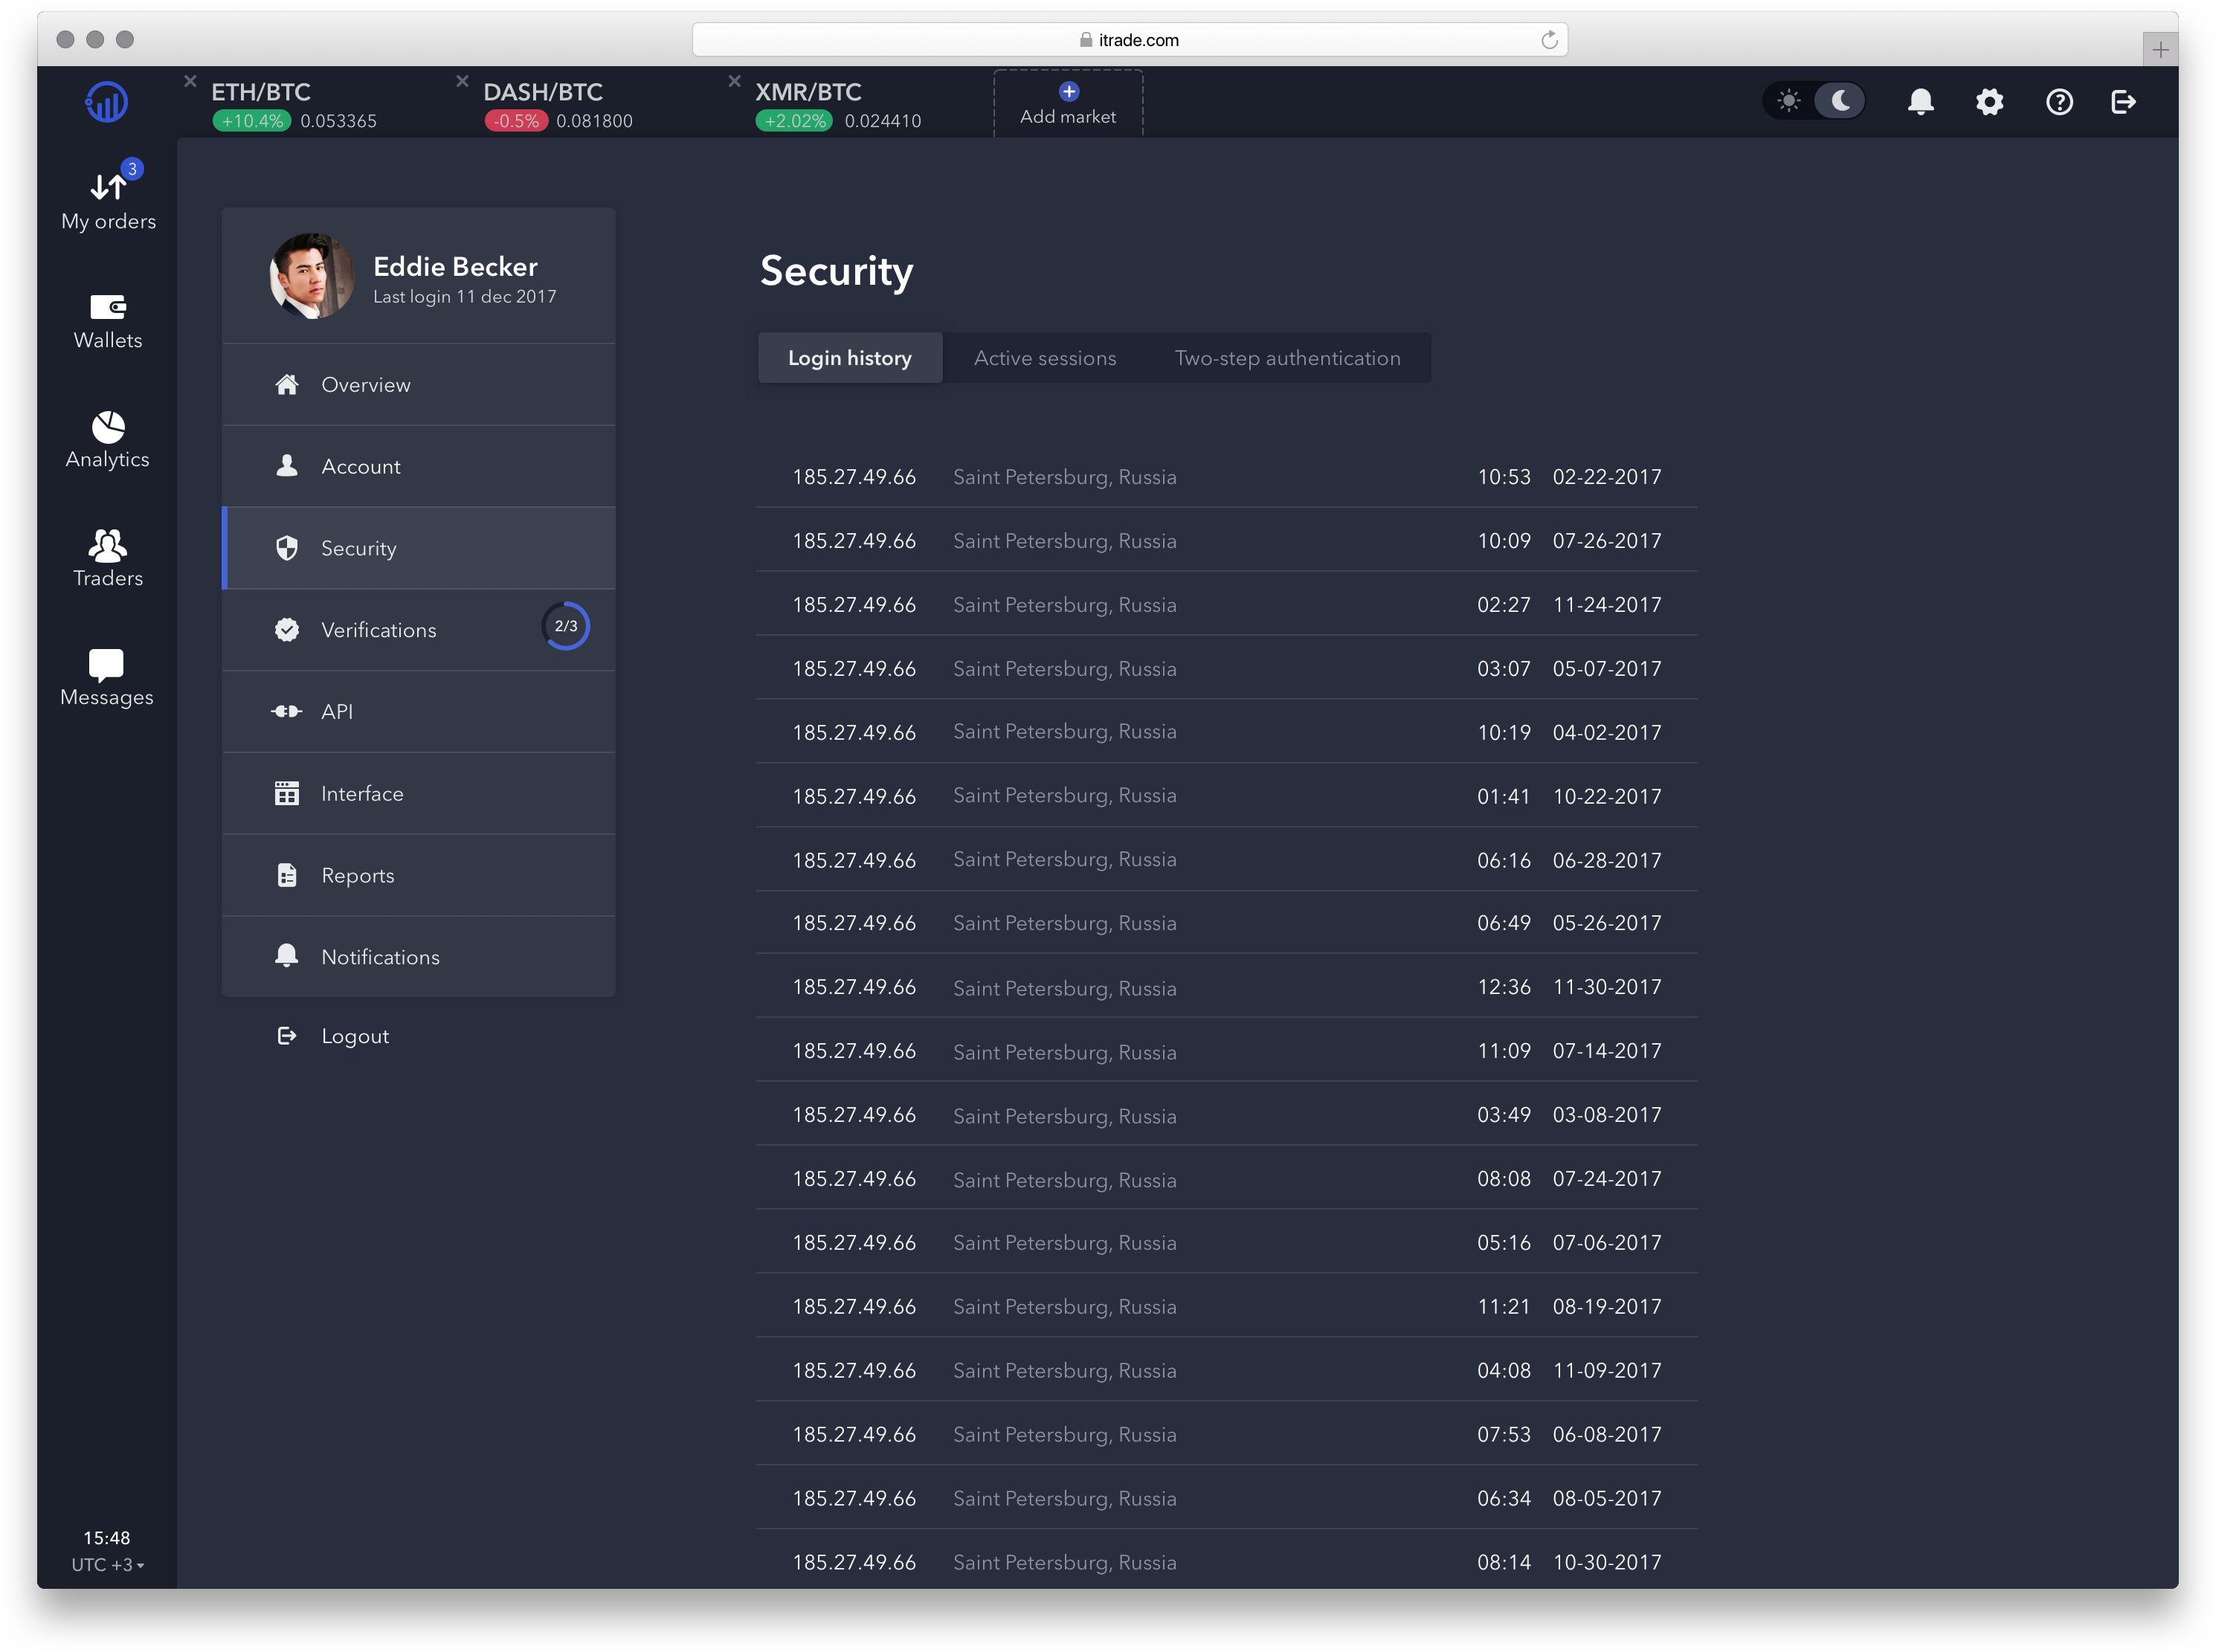 itrade.com
ETH/BTC
+10.4% 0.053365
DASH/BTC
-0.5% 0.081800
XMR/BTC
+2.02% 0.024410
Add market
3
My orders
Wallets
Analytics
Traders
Messages
15:48
UTC +3
Eddie Becker
Last login 11 dec 2017
Overview
Account
Security
Verifications 2/3
API
Interface
Reports
Notifications
Logout
Security
Login history Active sessions Two-step authentication
185.27.49.66 Saint Petersburg, Russia 10:53 02-22-2017
185.27.49.66 Saint Petersburg, Russia 10:09 07-26-2017
185.27.49.66 Saint Petersburg, Russia 02:27 11-24-2017
185.27.49.66 Saint Petersburg, Russia 03:07 05-07-2017
185.27.49.66 Saint Petersburg, Russia 10:19 04-02-2017
185.27.49.66 Saint Petersburg, Russia 01:41 10-22-2017
185.27.49.66 Saint Petersburg, Russia 06:16 06-28-2017
185.27.49.66 Saint Petersburg, Russia 06:49 05-26-2017
185.27.49.66 Saint Petersburg, Russia 12:36 11-30-2017
185.27.49.66 Saint Petersburg, Russia 11:09 07-14-2017
185.27.49.66 Saint Petersburg, Russia 03:49 03-08-2017
185.27.49.66 Saint Petersburg, Russia 08:08 07-24-2017
185.27.49.66 Saint Petersburg, Russia 05:16 07-06-2017
185.27.49.66 Saint Petersburg, Russia 11:21 08-19-2017
185.27.49.66 Saint Petersburg, Russia 04:08 11-09-2017
185.27.49.66 Saint Petersburg, Russia 07:53 06-08-2017
185.27.49.66 Saint Petersburg, Russia 06:34 08-05-2017
185.27.49.66 Saint Petersburg, Russia 08:14 10-30-2017